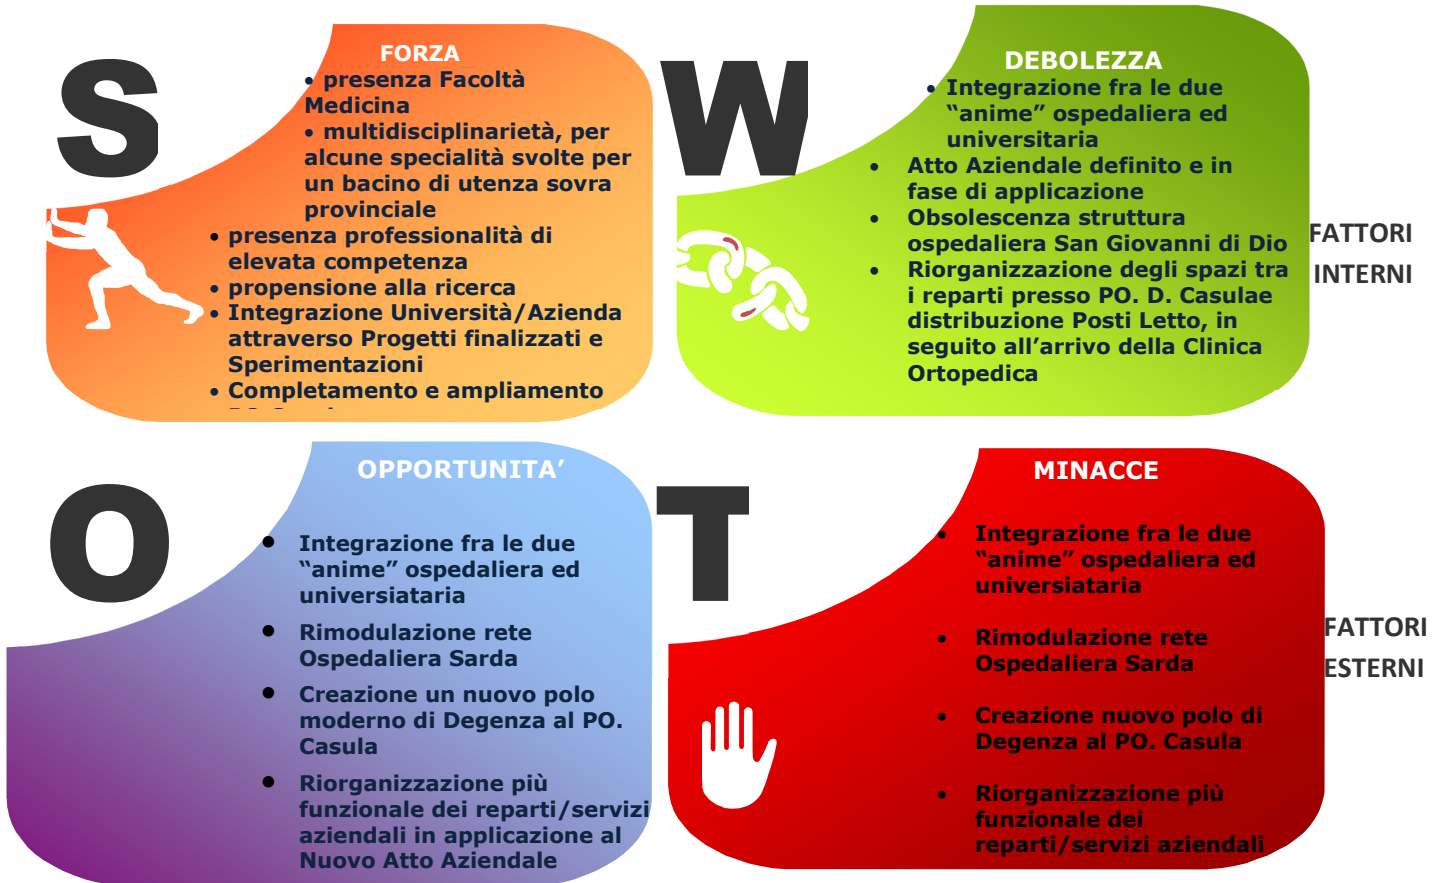 S
FORZA
• presenza Facoltà
Medicina
• multidisciplinarietà, per
alcune specialità svolte per
un bacino di utenza sovra
provinciale
• presenza professionalità di
elevata competenza
• propensione alla ricerca
• Integrazione Università/Azienda
attraverso Progetti finalizzati e
Sperimentazioni
• Completamento e ampliamento
W
DEBOLEZZA
• Integrazione fra le due
“anime” ospedaliera ed
universitaria
• Atto Aziendale definito e in
fase di applicazione
• Obsolescenza struttura
ospedaliera San Giovanni di Dio
• Riorganizzazione degli spazi tra
i reparti presso PO. D. Casulae
distribuzione Posti Letto, in
seguito all’arrivo della Clinica
Ortopedica
FATTORI
INTERNI
O
OPPORTUNITA’
• Integrazione fra le due
“anime” ospedaliera ed
universiataria
• Rimodulazione rete
Ospedaliera Sarda
• Creazione un nuovo polo
moderno di Degenza al PO.
Casula
• Riorganizzazione più
funzionale dei reparti/servizi
aziendali in applicazione al
Nuovo Atto Aziendale
T
MINACCE
• Integrazione fra le due
“anime” ospedaliera ed
universiataria
• Rimodulazione rete
Ospedaliera Sarda
• Creazione nuovo polo di
Degenza al PO. Casula
• Riorganizzazione più
funzionale dei
reparti/servizi aziendali
FATTORI
ESTERNI